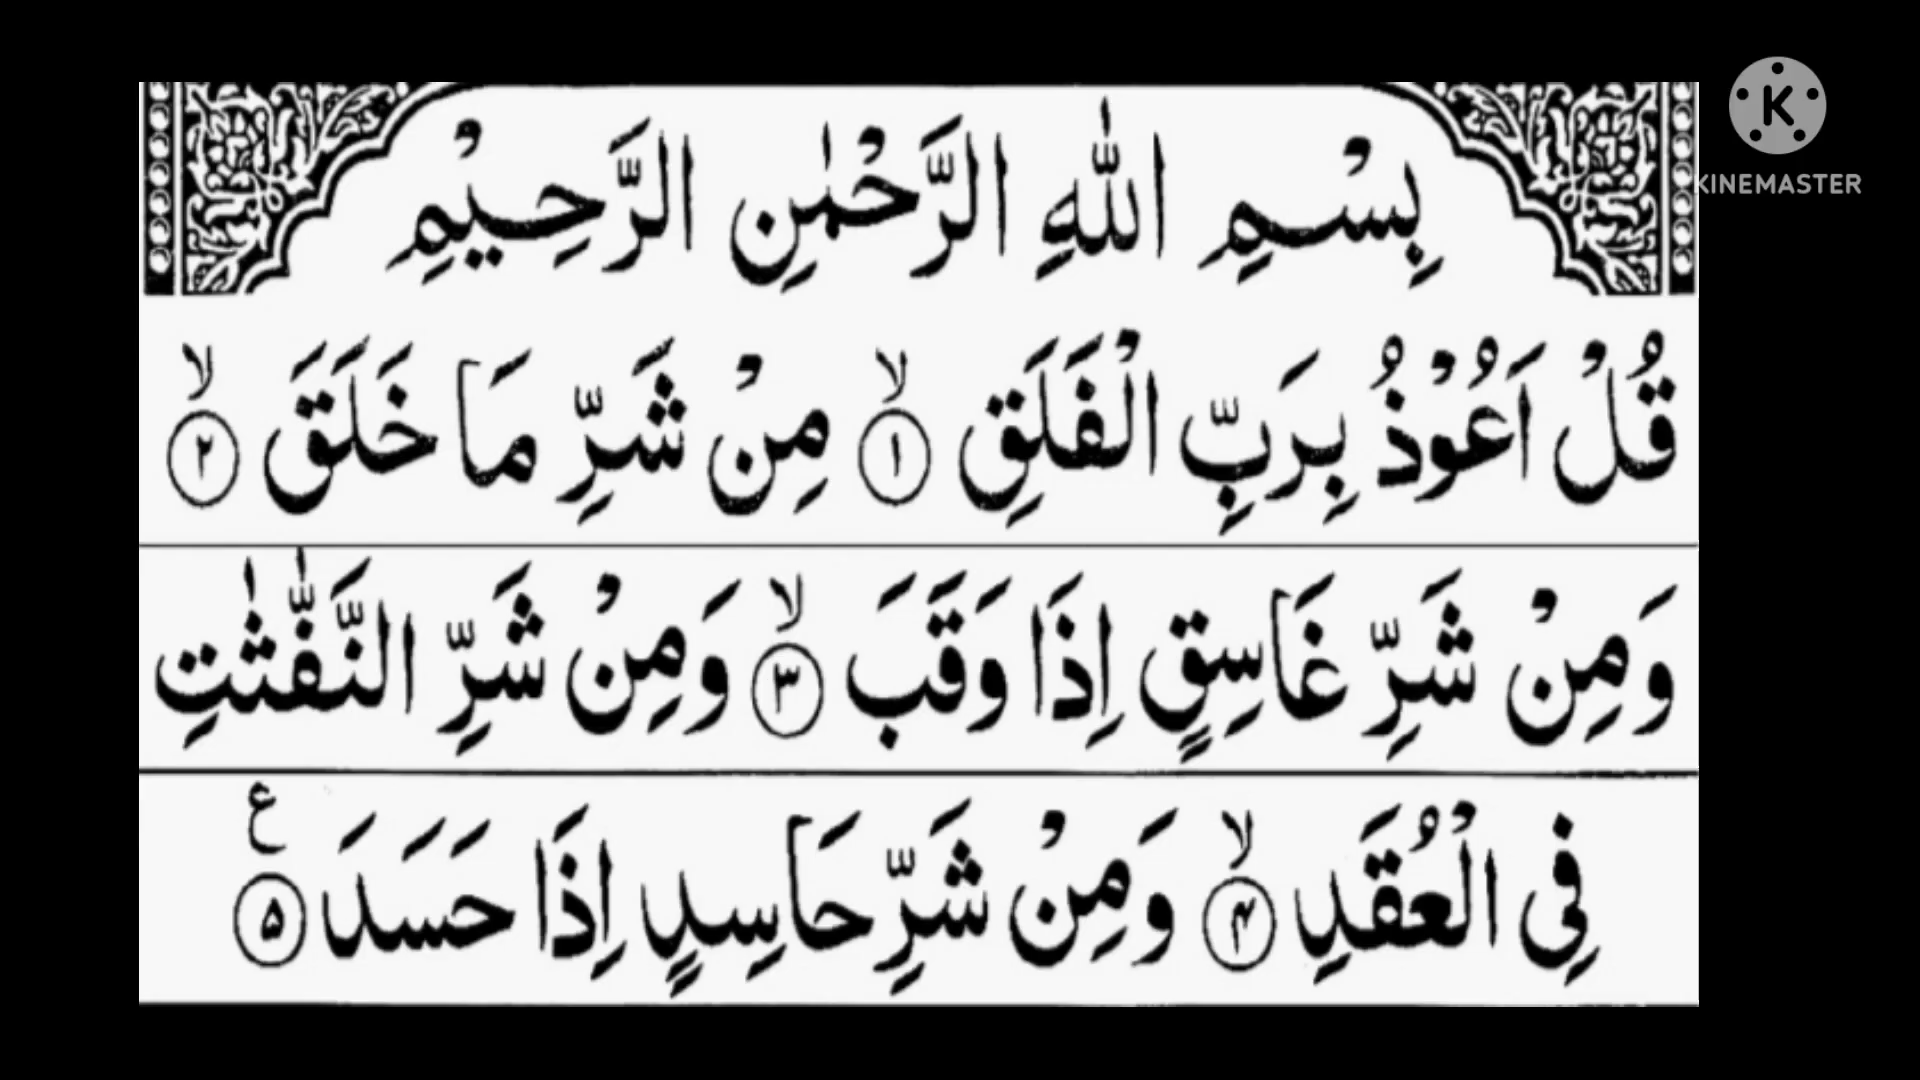 بِسْمِ اللّٰهِ الرَّحْمٰنِ الرَّحِيْمِ
قُلْ اَعُوْذُ بِرَبِّ الْفَلَقِ ۙ﴿۱﴾ مِنْ شَرِّ مَا خَلَقَ ۙ﴿۲﴾
وَمِنْ شَرِّ غَاسِقٍ اِذَا وَقَبَ ۙ﴿۳﴾ وَمِنْ شَرِّ النَّفّٰثٰتِ
فِى الْعُقَدِ ۙ﴿۴﴾ وَمِنْ شَرِّ حَاسِدٍ اِذَا حَسَدَ ﴿۵﴾ ع
K
KINEMASTER